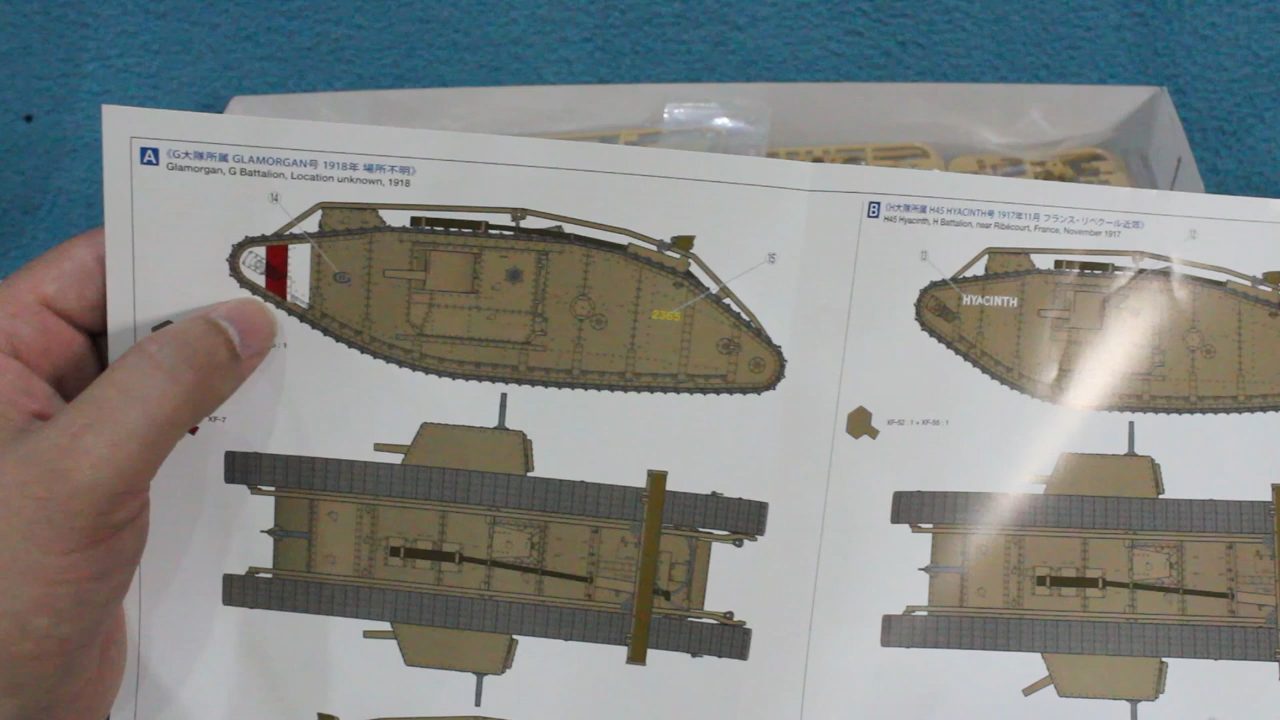 A
《G大隊所属 GLAMORGAN号 1918年 場所不明》
Glamorgan, G Battalion, Location unknown, 1918
14
15
2365
: 1
XF-7
B
《H大隊所属 H45 HYACINTH号 1917年11月 フランス・リベクール近郊》
H45 Hyacinth, H Battalion, near Ribécourt, France, November 1917
13
12
HYACINTH
XF-52 : 1 + XF-59 : 1